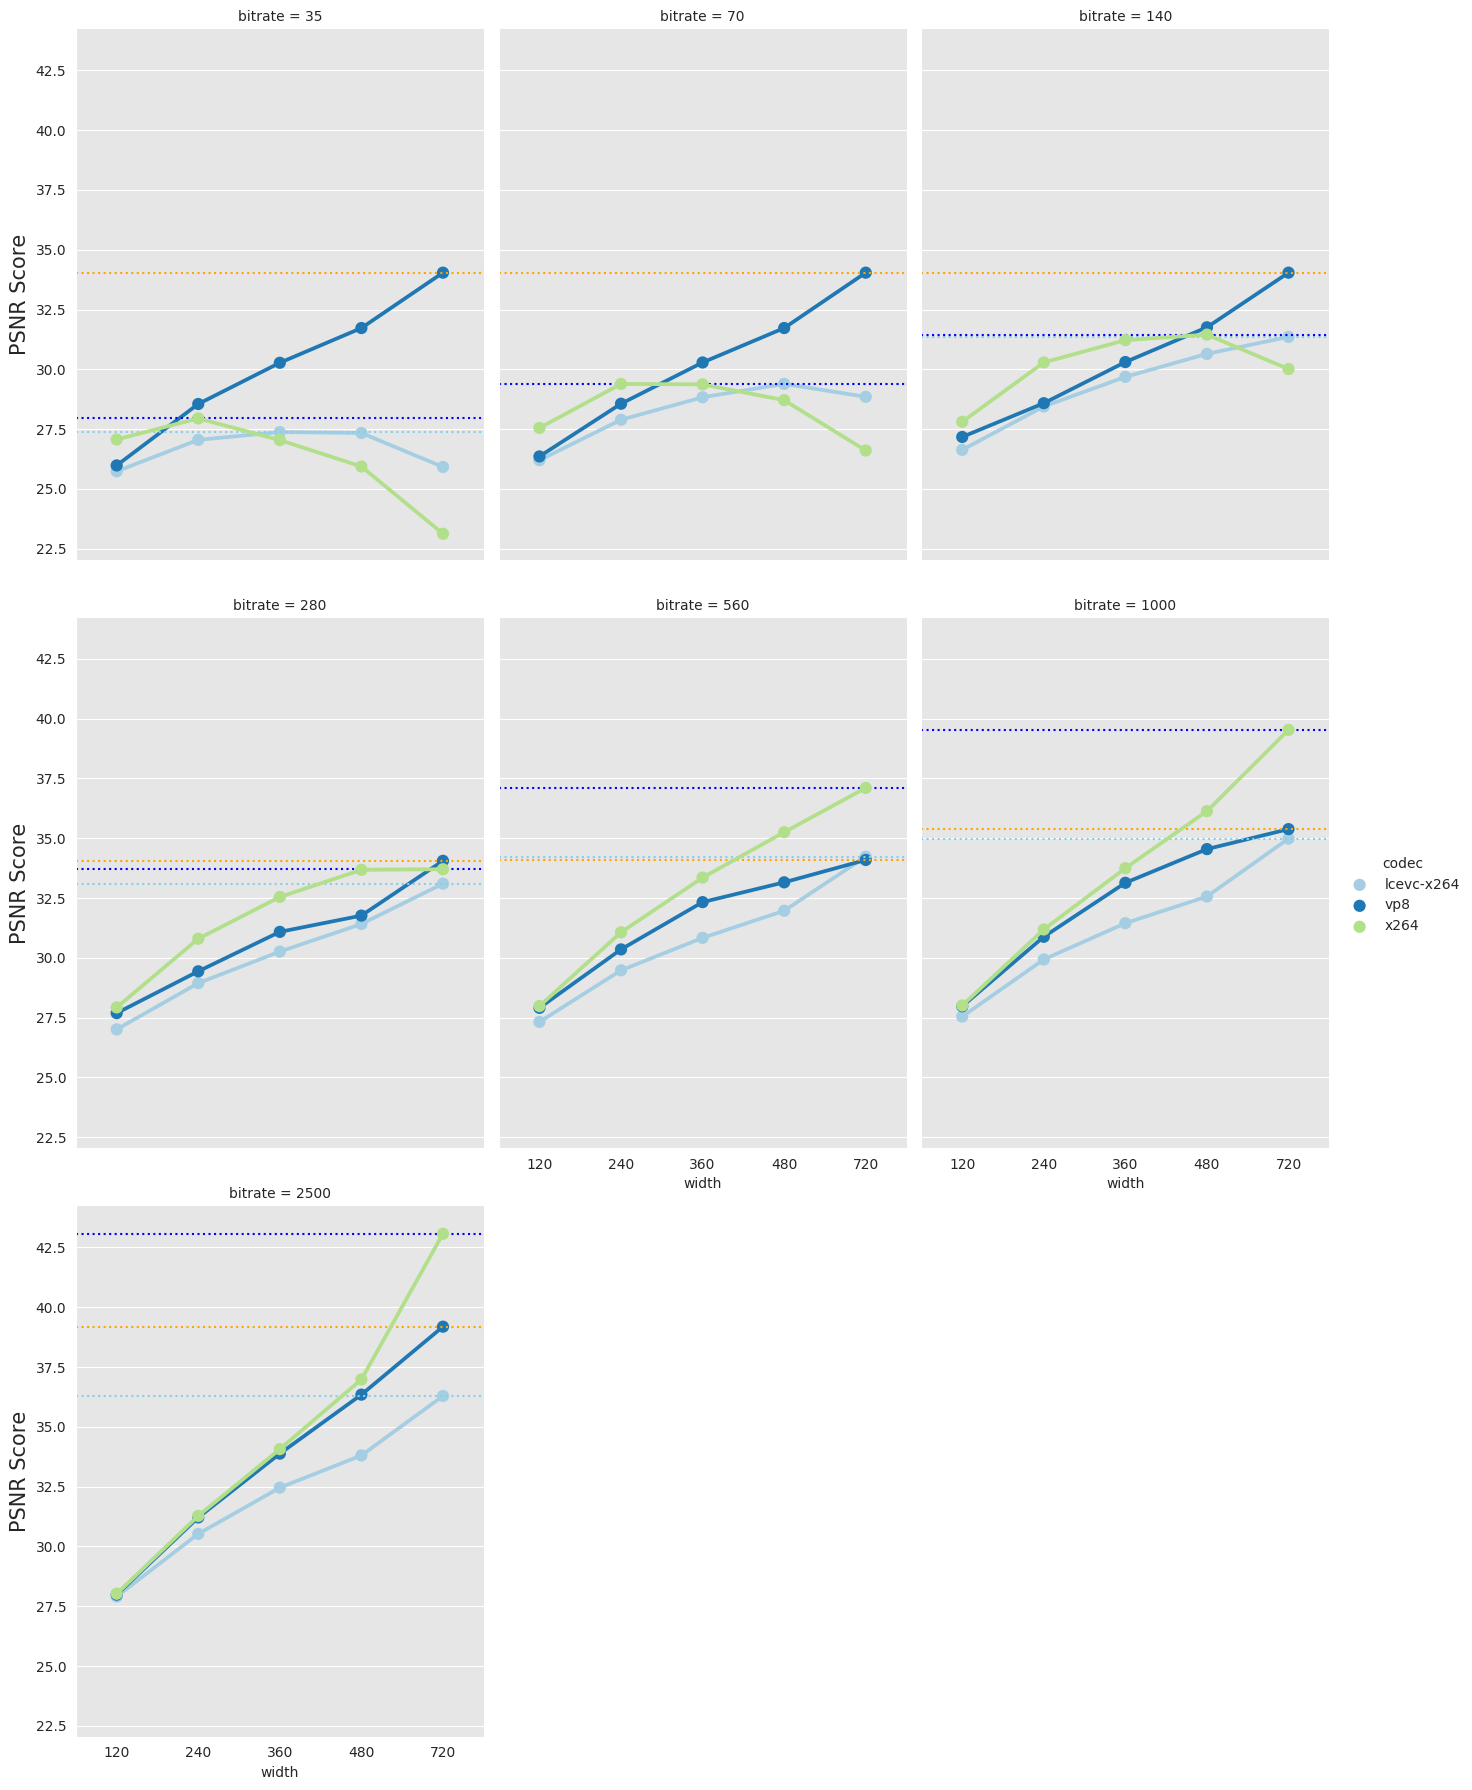 bitrate = 35
bitrate = 70
bitrate = 140
42.5
40.0
37.5
35.0
32.5
30.0
27.5
25.0
22.5
PSNR Score
bitrate = 280
bitrate = 560
bitrate = 1000
42.5
40.0
37.5
35.0
32.5
30.0
27.5
25.0
22.5
PSNR Score
120 240 360 480 720
width
120 240 360 480 720
width
codec
lcevc-x264
vp8
x264
bitrate = 2500
42.5
40.0
37.5
35.0
32.5
30.0
27.5
25.0
22.5
PSNR Score
120 240 360 480 720
width